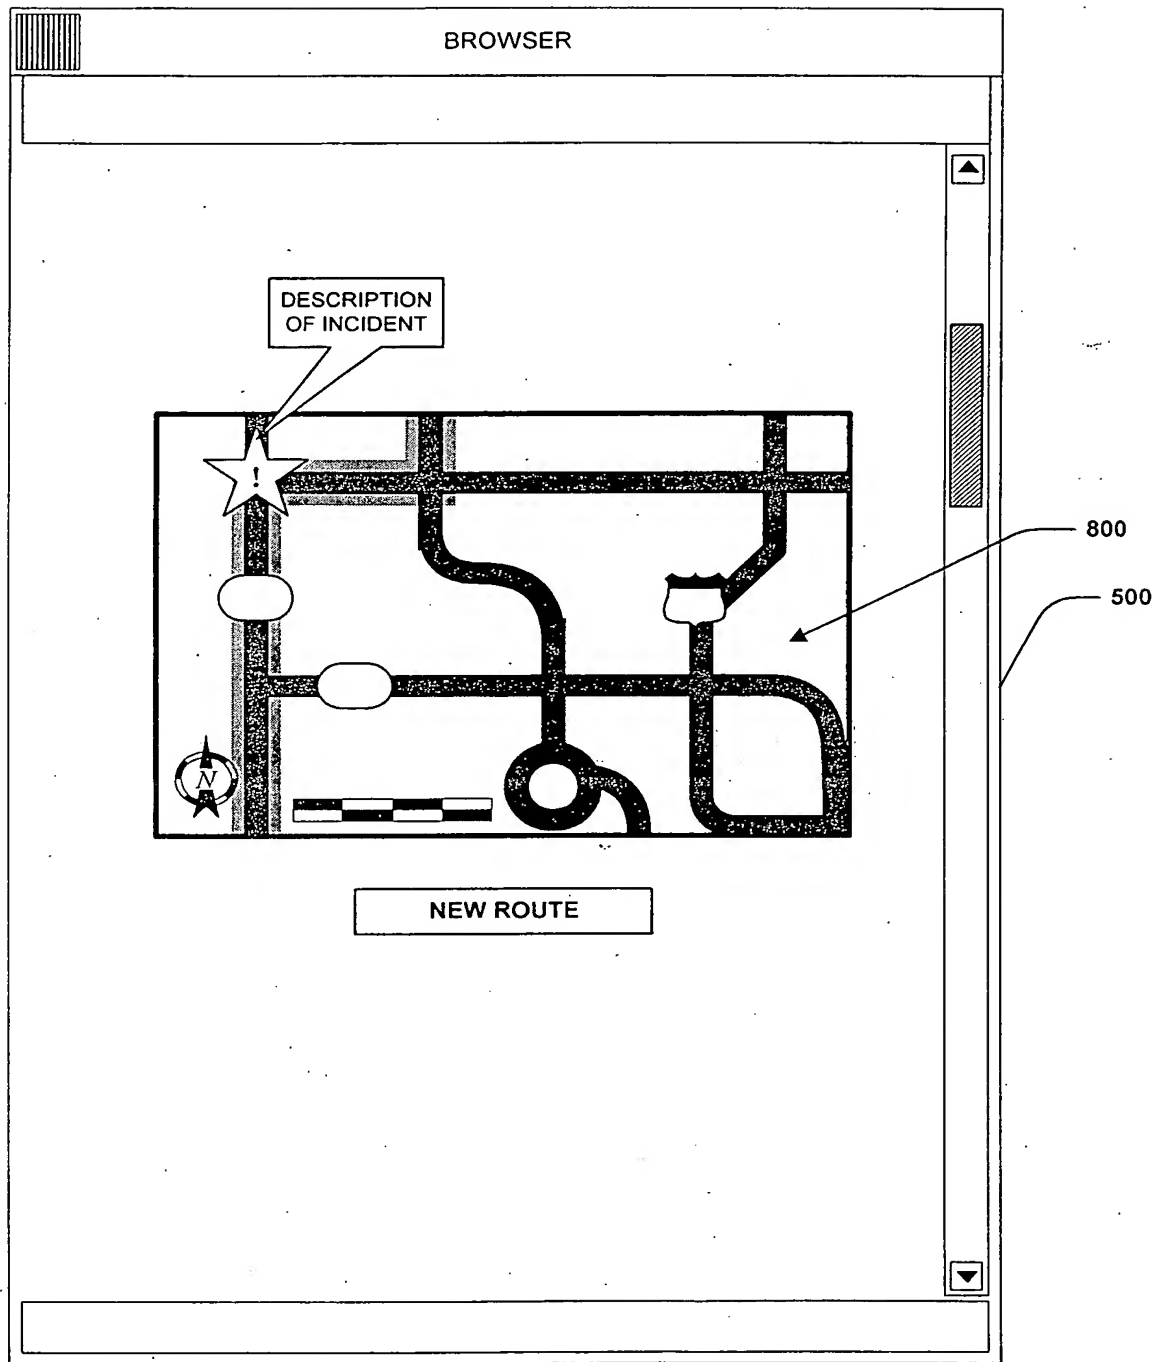 BROWSER
DESCRIPTION
OF INCIDENT
!
800
500
N
NEW ROUTE